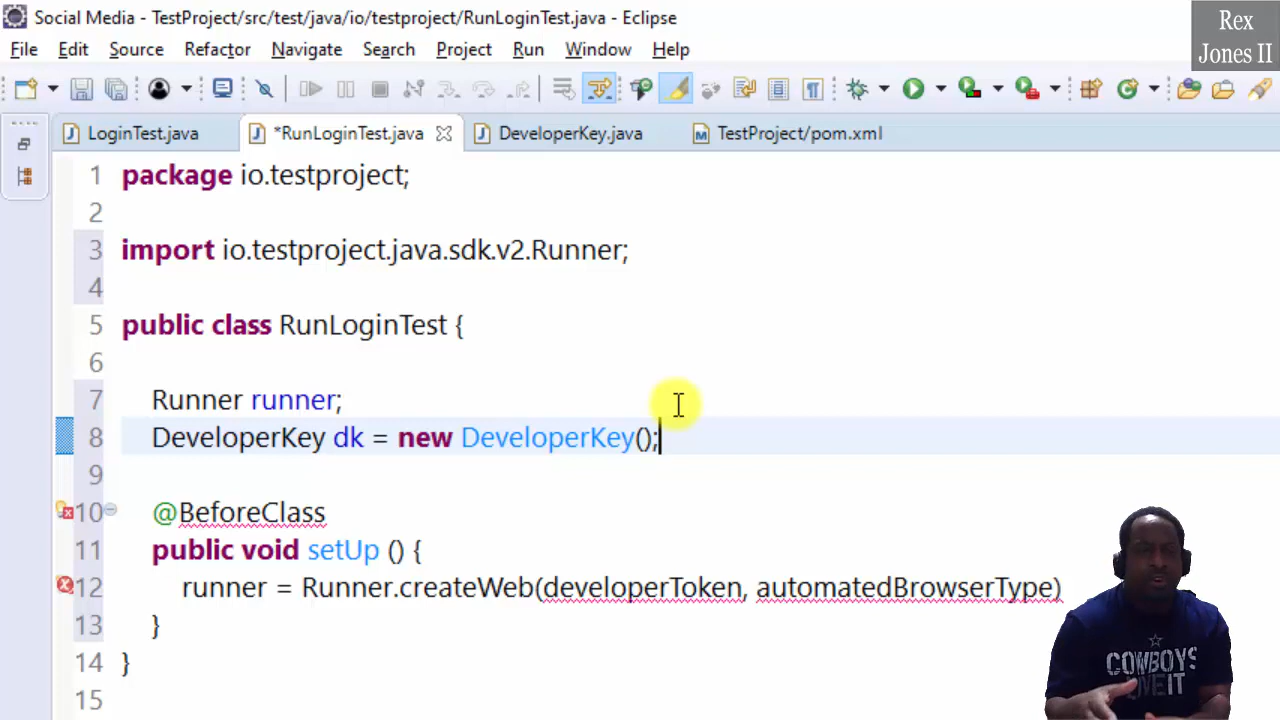 Social Media - TestProject/src/test/java/io/testproject/RunLoginTest.java - Eclipse
Rex
Jones II
File Edit Source Refactor Navigate Search Project Run Window Help
LoginTest.java *RunLoginTest.java DeveloperKey.java TestProject/pom.xml
1 package io.testproject;
2
3 import io.testproject.java.sdk.v2.Runner;
4
5 public class RunLoginTest {
6
7 Runner runner;
8 DeveloperKey dk = new DeveloperKey();
9
10 @BeforeClass
11 public void setUp () {
12 runner = Runner.createWeb(developerToken, automatedBrowserType)
13 }
14 }
15
COWBOYS